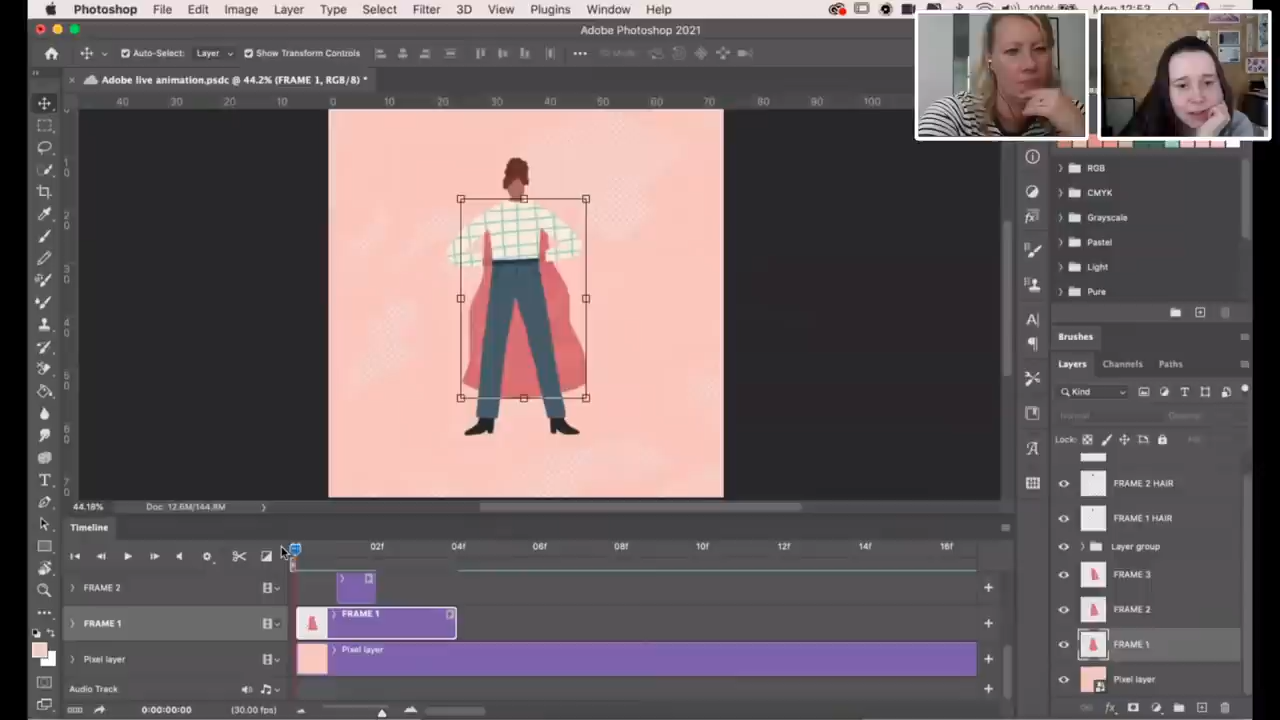 Photoshop File Edit Image Layer Type Select Filter 3D View Plugins Window Help 100% Mon 12:53
Adobe Photoshop 2021
Auto-Select: Layer Show Transform Controls
Adobe live animation.psdc @ 44.2% (FRAME 1, RGB/8) *
40 30 20 10 0 10 20 30 40 50 60 70 80 90 100
RGB
CMYK
Grayscale
Pastel
Light
Pure
Brushes
Layers Channels Paths
Kind
Normal
Lock:
FRAME 2 HAIR
FRAME 1 HAIR
Layer group
FRAME 3
FRAME 2
FRAME 1
Pixel layer
44.18% Doc: 12.6M/144.8M
Timeline
02f 04f 06f 08f 10f 12f 14f 16f
FRAME 2
FRAME 1 FRAME 1
Pixel layer Pixel layer
Audio Track
0:00:00:00 (30.00 fps)